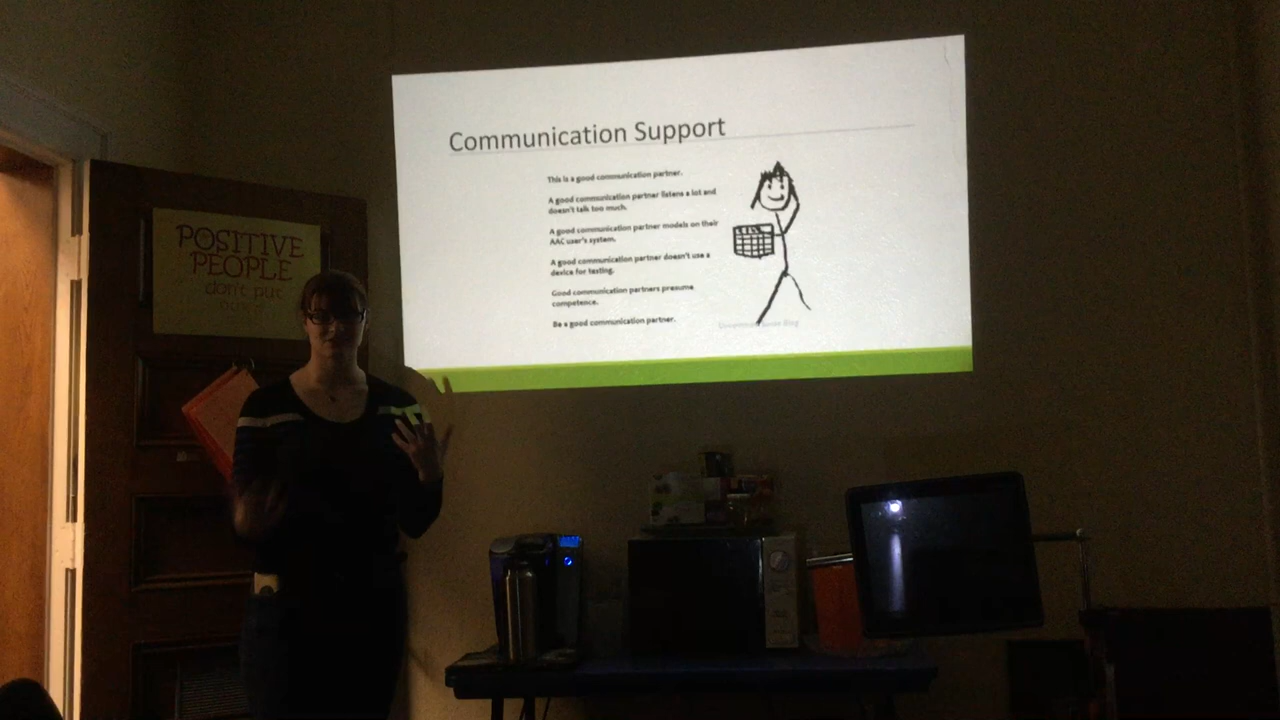 Communication Support
This is a good communication partner.
A good communication partner listens a lot and
doesn't talk too much.
A good communication partner models on their
AAC user's system.
A good communication partner doesn't use a
device for testing.
Good communication partners presume
competence.
Be a good communication partner.
POSITIVE
PEOPLE
don't put